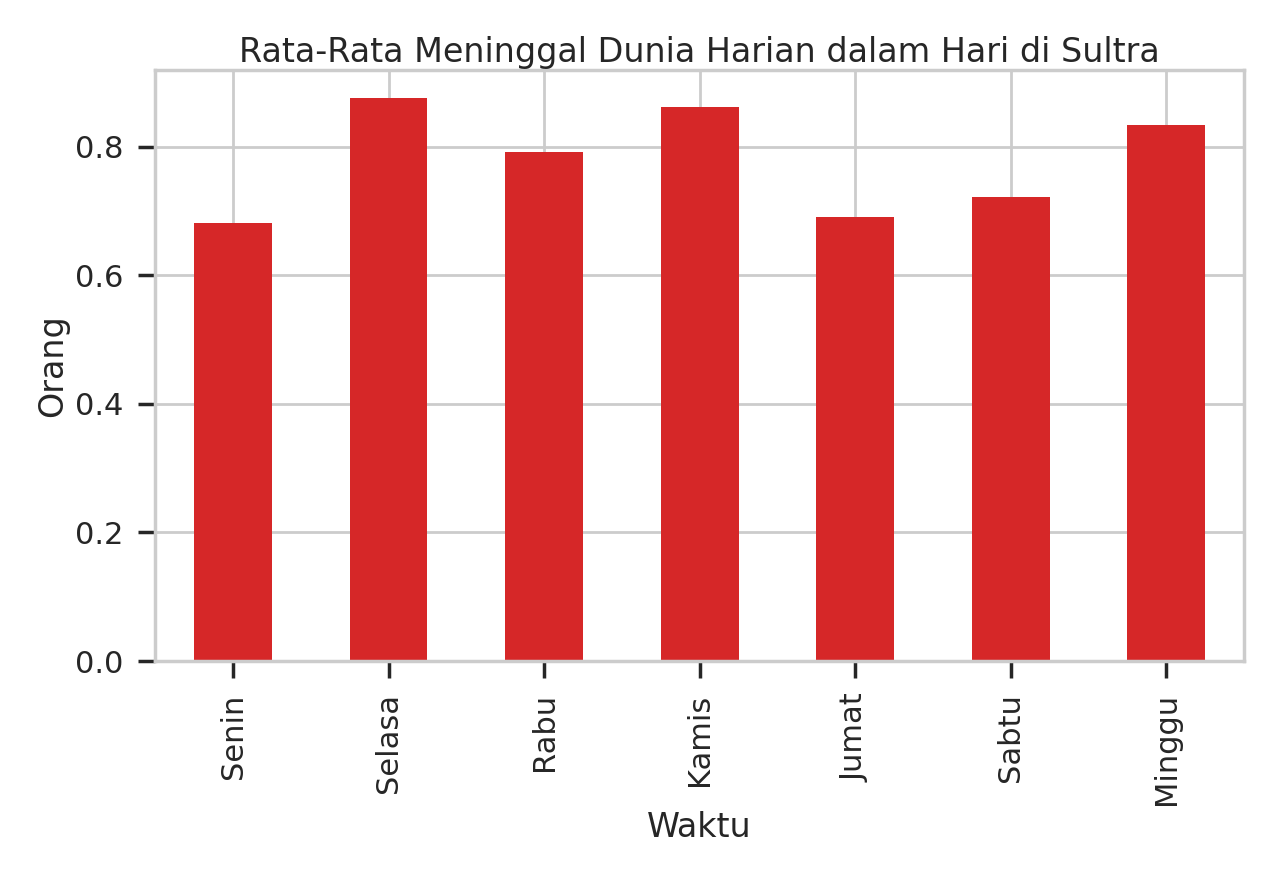 Rata-Rata Meninggal Dunia Harian dalam Hari di Sultra
Orang
0.8
0.6
0.4
0.2
0.0
Senin
Selasa
Rabu
Kamis
Jumat
Sabtu
Minggu
Waktu